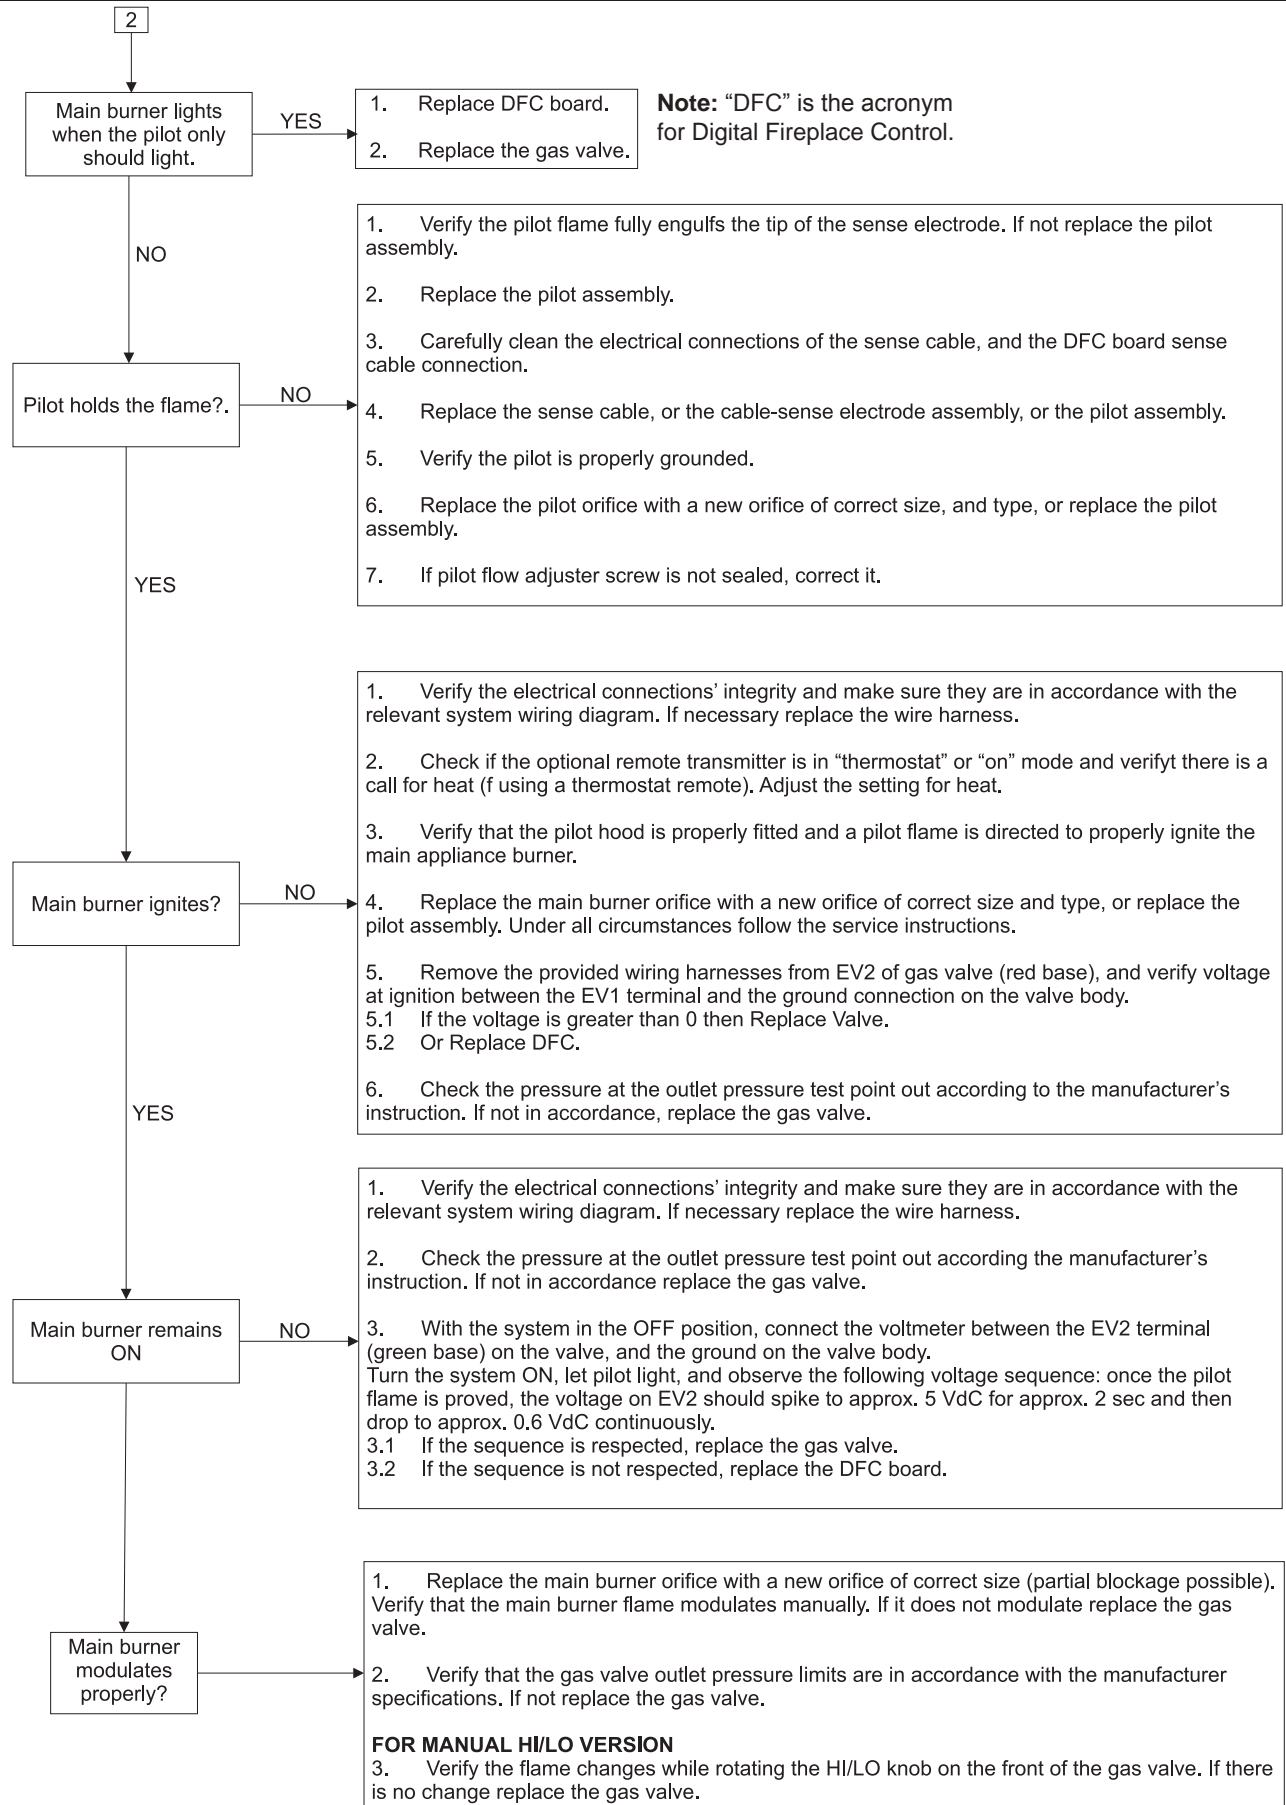 2
Main burner lights
when the pilot only
should light.
YES
1. Replace DFC board.
2. Replace the gas valve.
Note: “DFC” is the acronym
for Digital Fireplace Control.
NO
1. Verify the pilot flame fully engulfs the tip of the sense electrode. If not replace the pilot
assembly.
2. Replace the pilot assembly.
3. Carefully clean the electrical connections of the sense cable, and the DFC board sense
cable connection.
4. Replace the sense cable, or the cable-sense electrode assembly, or the pilot assembly.
5. Verify the pilot is properly grounded.
6. Replace the pilot orifice with a new orifice of correct size, and type, or replace the pilot
assembly.
7. If pilot flow adjuster screw is not sealed, correct it.
Pilot holds the flame?.
NO
YES
1. Verify the electrical connections’ integrity and make sure they are in accordance with the
relevant system wiring diagram. If necessary replace the wire harness.
2. Check if the optional remote transmitter is in “thermostat” or “on” mode and verifyt there is a
call for heat (f using a thermostat remote). Adjust the setting for heat.
3. Verify that the pilot hood is properly fitted and a pilot flame is directed to properly ignite the
main appliance burner.
4. Replace the main burner orifice with a new orifice of correct size and type, or replace the
pilot assembly. Under all circumstances follow the service instructions.
5. Remove the provided wiring harnesses from EV2 of gas valve (red base), and verify voltage
at ignition between the EV1 terminal and the ground connection on the valve body.
5.1 If the voltage is greater than 0 then Replace Valve.
5.2 Or Replace DFC.
6. Check the pressure at the outlet pressure test point out according to the manufacturer’s
instruction. If not in accordance, replace the gas valve.
Main burner ignites?
NO
YES
1. Verify the electrical connections’ integrity and make sure they are in accordance with the
relevant system wiring diagram. If necessary replace the wire harness.
2. Check the pressure at the outlet pressure test point out according the manufacturer’s
instruction. If not in accordance replace the gas valve.
3. With the system in the OFF position, connect the voltmeter between the EV2 terminal
(green base) on the valve, and the ground on the valve body.
Turn the system ON, let pilot light, and observe the following voltage sequence: once the pilot
flame is proved, the voltage on EV2 should spike to approx. 5 VdC for approx. 2 sec and then
drop to approx. 0.6 VdC continuously.
3.1 If the sequence is respected, replace the gas valve.
3.2 If the sequence is not respected, replace the DFC board.
Main burner remains
ON
NO
1. Replace the main burner orifice with a new orifice of correct size (partial blockage possible).
Verify that the main burner flame modulates manually. If it does not modulate replace the gas
valve.
2. Verify that the gas valve outlet pressure limits are in accordance with the manufacturer
specifications. If not replace the gas valve.
FOR MANUAL HI/LO VERSION
3. Verify the flame changes while rotating the HI/LO knob on the front of the gas valve. If there
is no change replace the gas valve.
Main burner
modulates
properly?